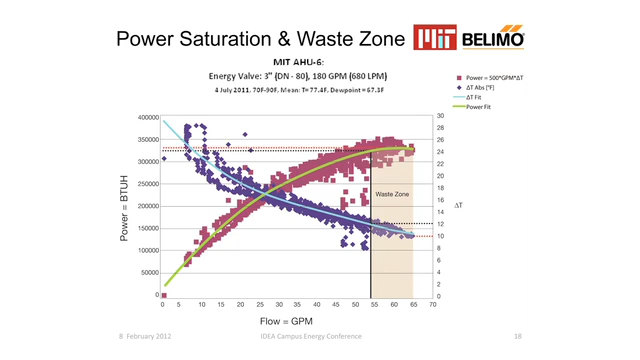 Power Saturation & Waste Zone
MIT
BELIMO
MIT AHU-6:
Energy Valve: 3" (DN - 80), 180 GPM (680 LPM)
4 July 2011, 70F-90F, Mean: T= 77.4F, Dewpoint = 67.3F
Power = 500*GPM*ΔT
ΔT Abs [°F]
ΔT Fit
Power Fit
400000
350000
300000
250000
200000
150000
100000
50000
0
Power = BTUH
30
28
26
24
22
20
18
16
14
12
10
8
6
4
2
0
ΔT
Waste Zone
0 5 10 15 20 25 30 35 40 45 50 55 60 65 70
Flow = GPM
8 February 2012
IDEA Campus Energy Conference
18